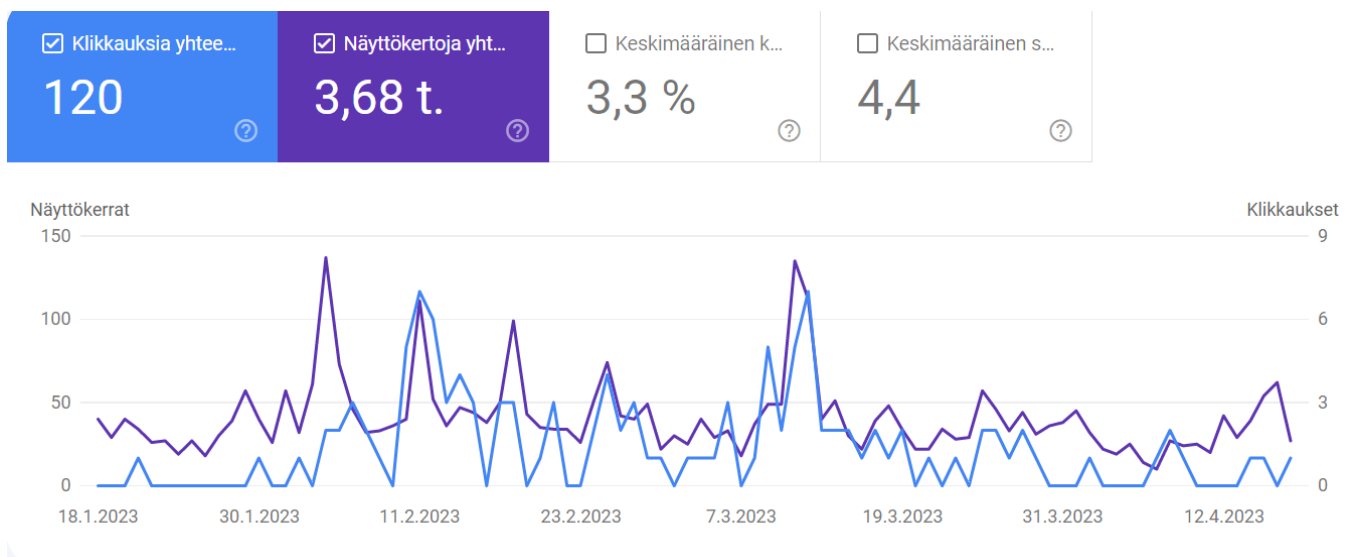 Klikkauksia yhtee... Näyttökertoja yht... Keskimääräinen k... Keskimääräinen s...
120 3,68 t. 3,3 % 4,4
Näyttökerrat Klikkaukset
150 9
100 6
50 3
0 0
18.1.2023 30.1.2023 11.2.2023 23.2.2023 7.3.2023 19.3.2023 31.3.2023 12.4.2023